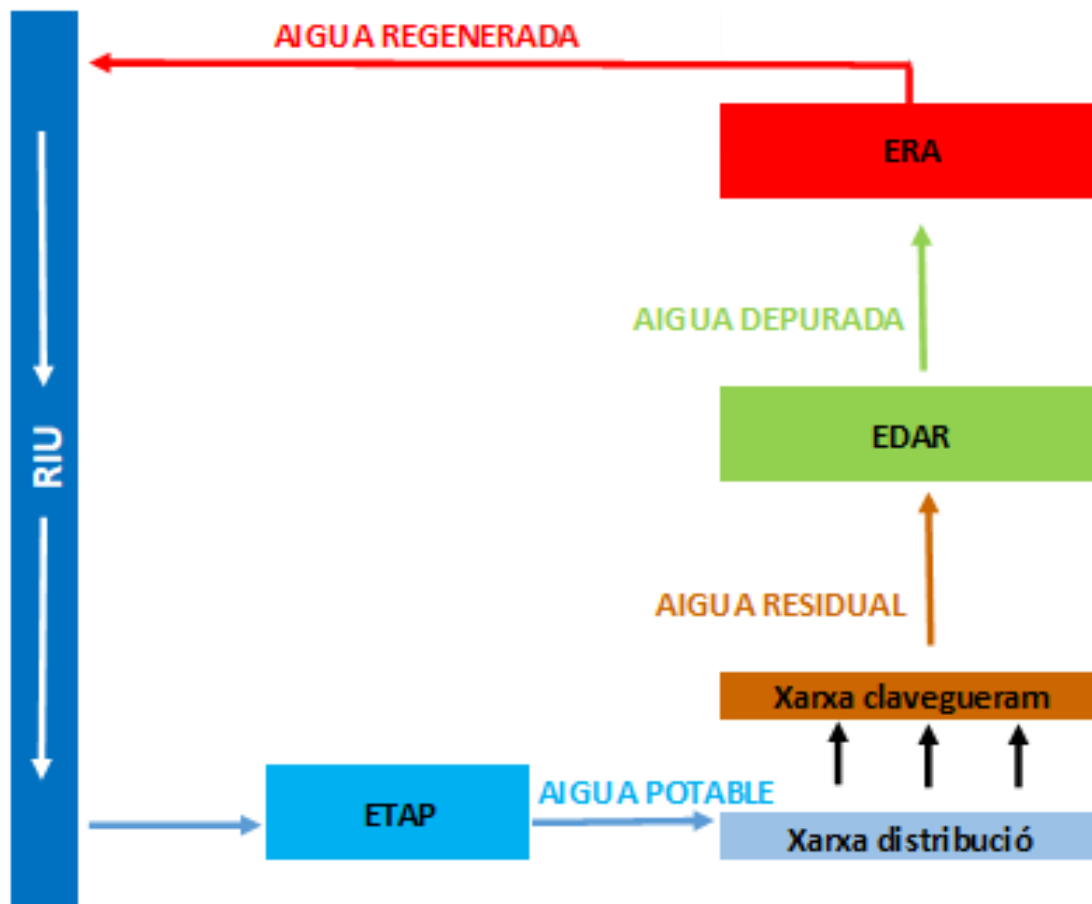 AIGUA REGENERADA
ERA
AIGUA DEPURADA
EDAR
RIU
AIGUA RESIDUAL
Xarxa clavegueram
ETAP
AIGUA POTABLE
Xarxa distribució